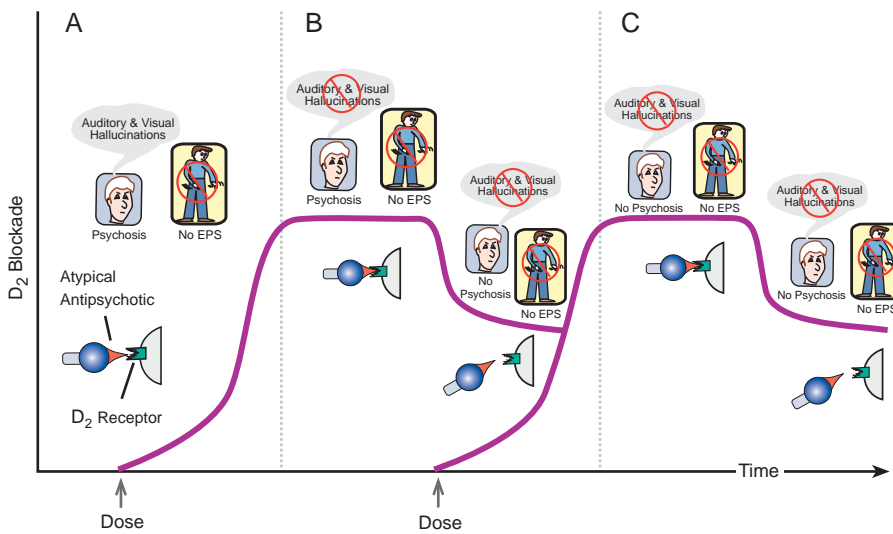 A
B
C
Auditory & Visual
Hallucinations
Psychosis
No EPS
Auditory & Visual
Hallucinations
Psychosis
No EPS
Auditory & Visual
Hallucinations
No
Psychosis
No EPS
Auditory & Visual
Hallucinations
No Psychosis
No EPS
Auditory & Visual
Hallucinations
No Psychosis
No EPS
D2 Blockade
Atypical
Antipsychotic
D2 Receptor
Time
Dose
Dose